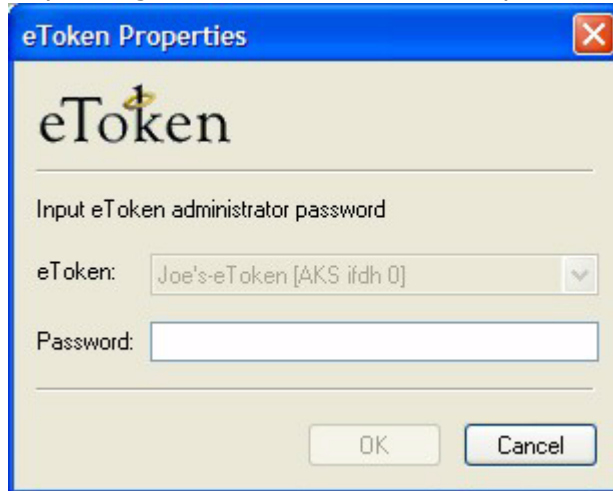 eToken Properties
eToken
Input eToken administrator password
eToken: Joe's-eToken [AKS ifdh 0]
Password:
OK Cancel